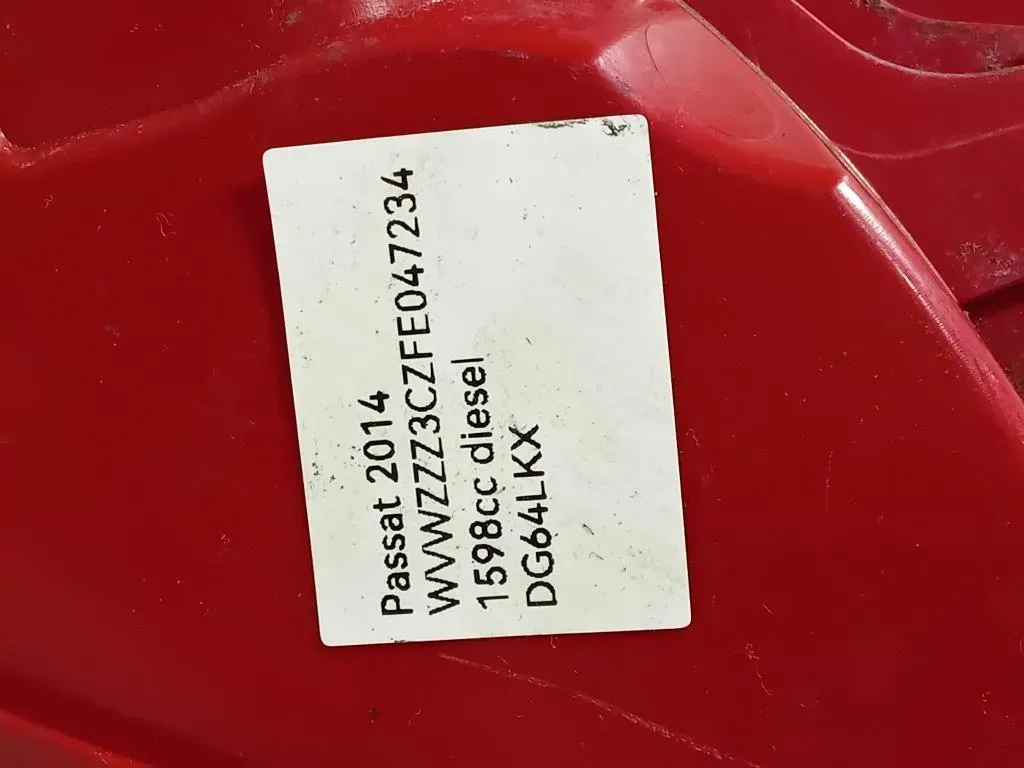 Passat 2014
WVWZZZ3CZFE047234
1598cc diesel
DG64LKX